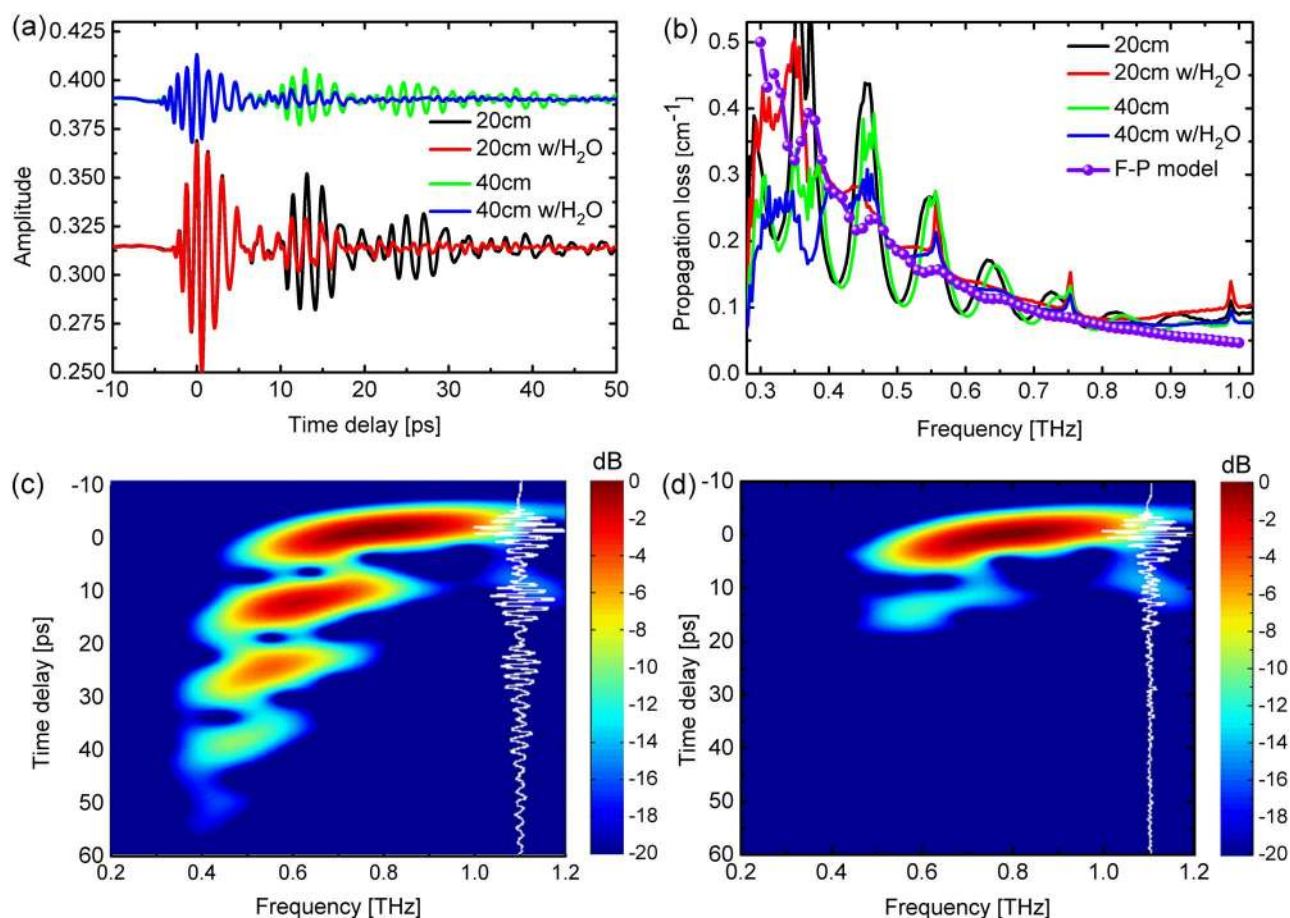 (a)
0.425
0.400
0.375
0.350
0.325
0.300
0.275
0.250
Amplitude
20cm
20cm w/H2O
40cm
40cm w/H2O
-10 0 10 20 30 40 50
Time delay [ps]
(b)
0.5
0.4
0.3
0.2
0.1
0.0
Propagation loss [cm-1]
20cm
20cm w/H2O
40cm
40cm w/H2O
F-P model
0.3 0.4 0.5 0.6 0.7 0.8 0.9 1.0
Frequency [THz]
(c)
-10
0
10
20
30
40
50
60
Time delay [ps]
0.2 0.4 0.6 0.8 1.0 1.2
Frequency [THz]
dB
0
-2
-4
-6
-8
-10
-12
-14
-16
-18
-20
(d)
-10
0
10
20
30
40
50
60
Time delay [ps]
0.2 0.4 0.6 0.8 1.0 1.2
Frequency [THz]
dB
0
-2
-4
-6
-8
-10
-12
-14
-16
-18
-20